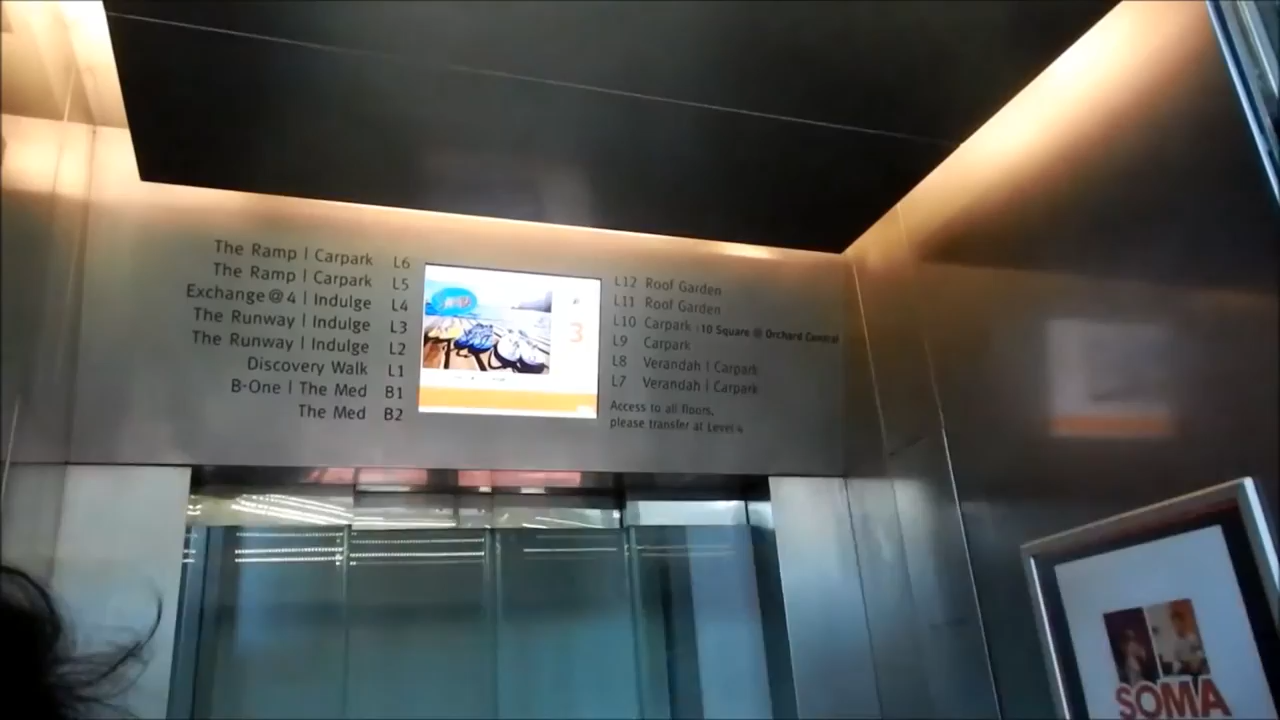 The Ramp | Carpark L6
The Ramp | Carpark L5
Exchange@4 | Indulge L4
The Runway | Indulge L3
The Runway | Indulge L2
Discovery Walk L1
B-One | The Med B1
The Med B2
3
L12 Roof Garden
L11 Roof Garden
L10 Carpark | 10 Square @ Orchard Central
L9 Carpark
L8 Verandah | Carpark
L7 Verandah | Carpark
Access to all floors,
please transfer at Level 4
SOMA